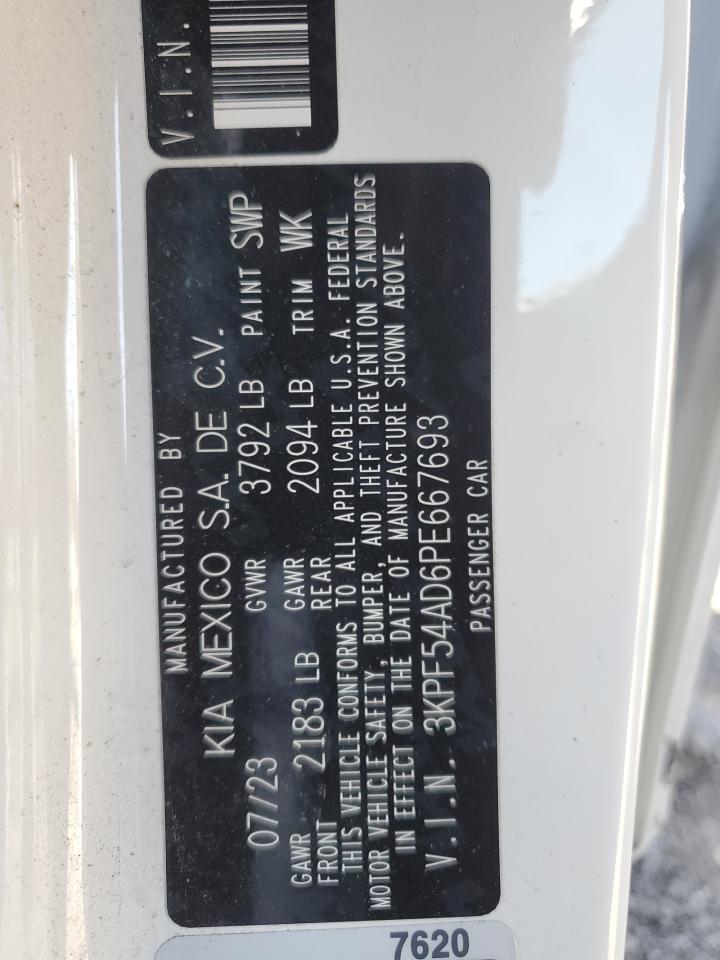 V.I.N.
MANUFACTURED BY
KIA MEXICO S.A. DE C.V.
07/23 GVWR 3792 LB PAINT SWP
GAWR FRONT 2183 LB GAWR REAR 2094 LB TRIM WK
THIS VEHICLE CONFORMS TO ALL APPLICABLE U.S.A. FEDERAL
MOTOR VEHICLE SAFETY, BUMPER, AND THEFT PREVENTION STANDARDS
IN EFFECT ON THE DATE OF MANUFACTURE SHOWN ABOVE.
V.I.N. 3KPF54AD6PE667693
PASSENGER CAR
7620